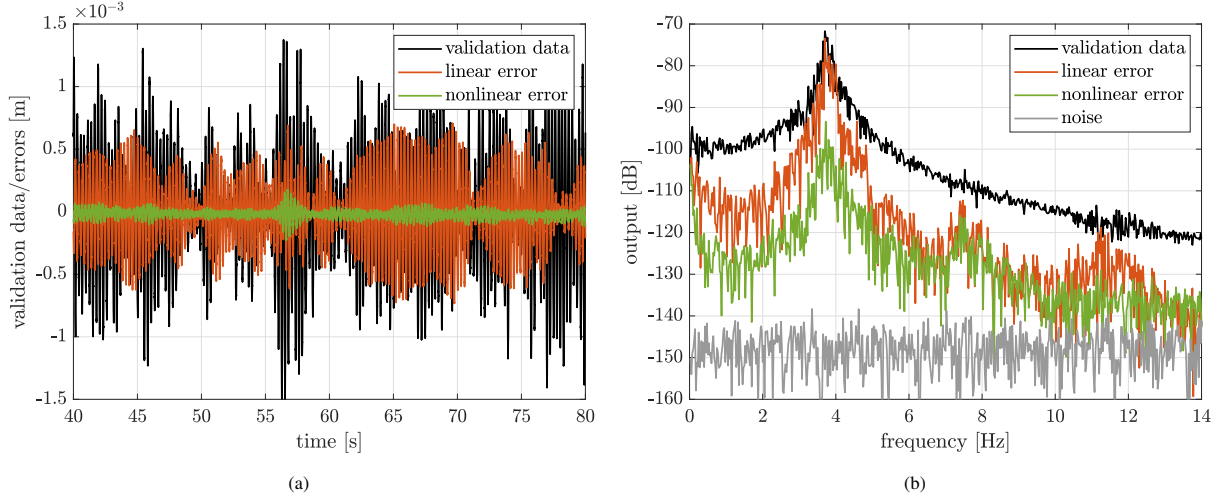 ×10⁻³
1.5
1
0.5
0
-0.5
-1
-1.5
validation data/errors [m]
validation data
linear error
nonlinear error
40 45 50 55 60 65 70 75 80
time [s]
(a)
-70
-80
-90
-100
-110
-120
-130
-140
-150
-160
output [dB]
validation data
linear error
nonlinear error
noise
0 2 4 6 8 10 12 14
frequency [Hz]
(b)